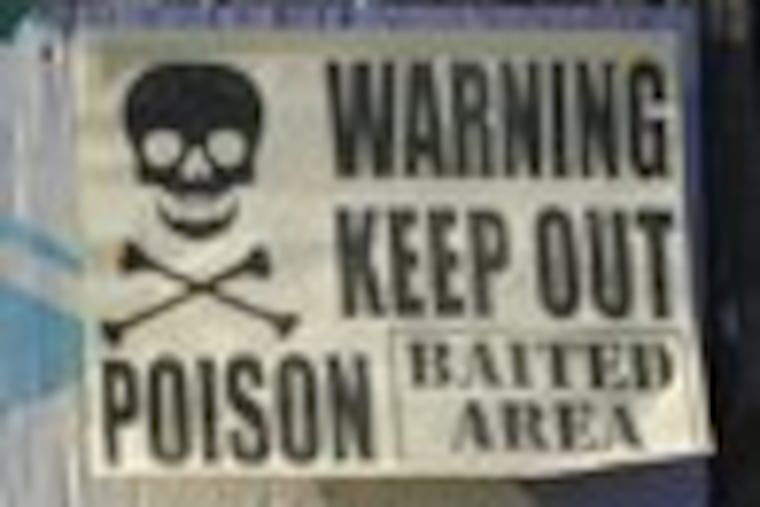 WARNING
KEEP OUT
POISON
BAITED
AREA